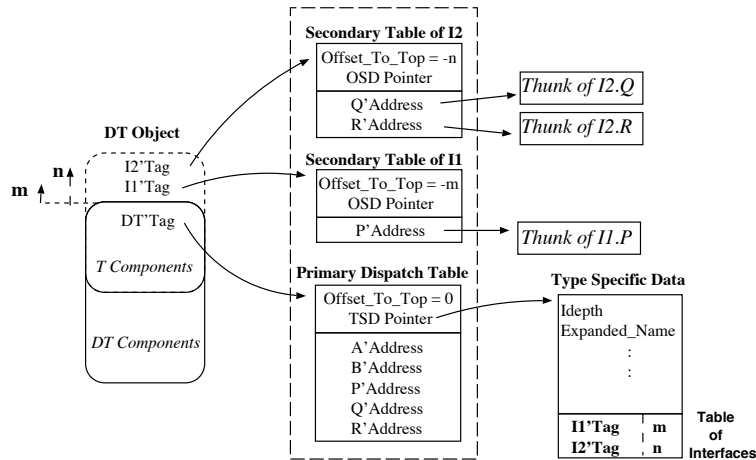 Secondary Table of I2
Offset_To_Top = -n
OSD Pointer
Q'Address
R'Address
Thunk of I2.Q
Thunk of I2.R
DT Object
I2'Tag
I1'Tag
m
n
DT'Tag
T Components
DT Components
Secondary Table of I1
Offset_To_Top = -m
OSD Pointer
P'Address
Thunk of I1.P
Primary Dispatch Table
Offset_To_Top = 0
TSD Pointer
A'Address
B'Address
P'Address
Q'Address
R'Address
Type Specific Data
Idepth
Expanded_Name
:
:
I1'Tag m
I2'Tag n
Table
of
Interfaces